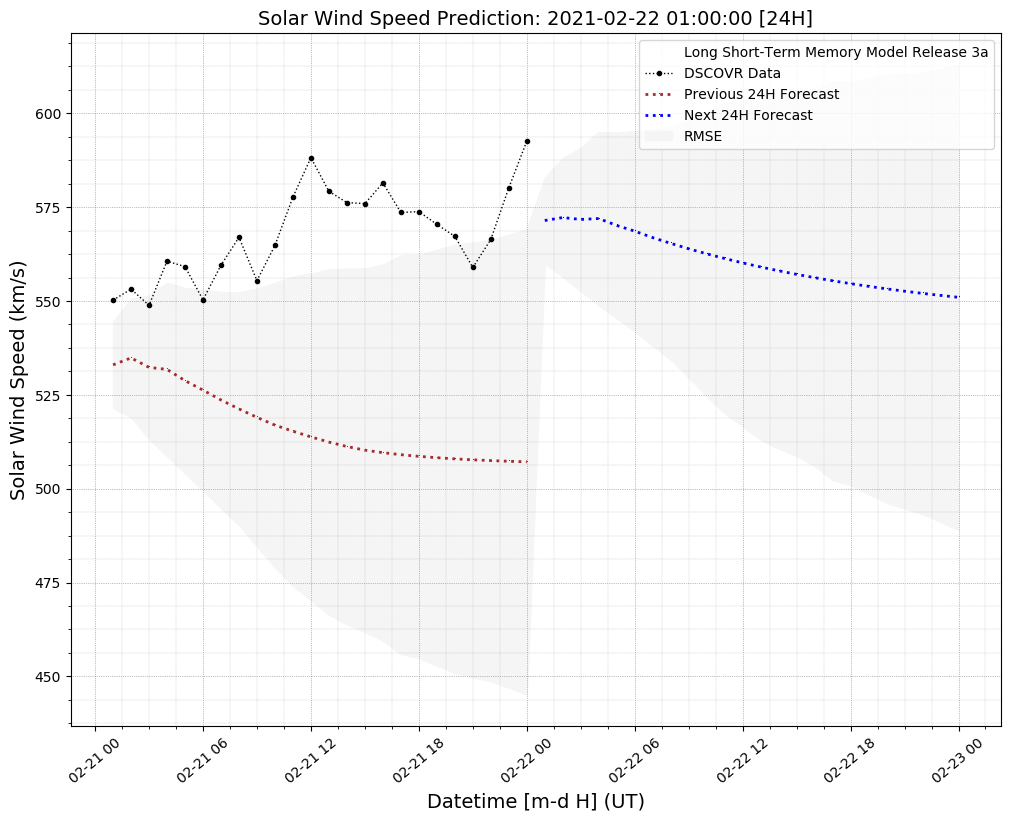 Solar Wind Speed Prediction: 2021-02-22 01:00:00 [24H]
Long Short-Term Memory Model Release 3a
DSCOVR Data
Previous 24H Forecast
Next 24H Forecast
RMSE
Solar Wind Speed (km/s)
600
575
550
525
500
475
450
02-21 00
02-21 06
02-21 12
02-21 18
02-22 00
02-22 06
02-22 12
02-22 18
02-23 00
Datetime [m-d H] (UT)